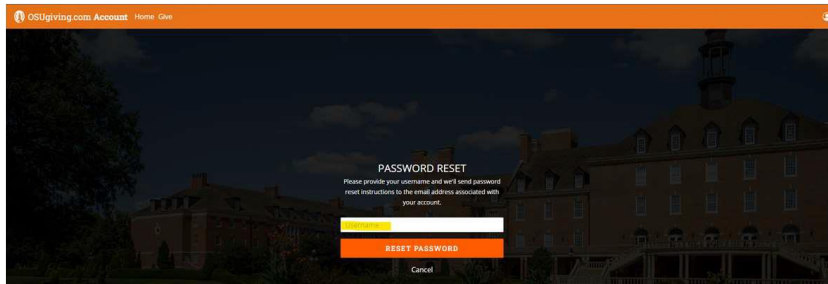 OSUgiving.com Account Home Give
PASSWORD RESET
Please provide your username and we'll send password
reset instructions to the email address associated with
your account.
Username
RESET PASSWORD
Cancel